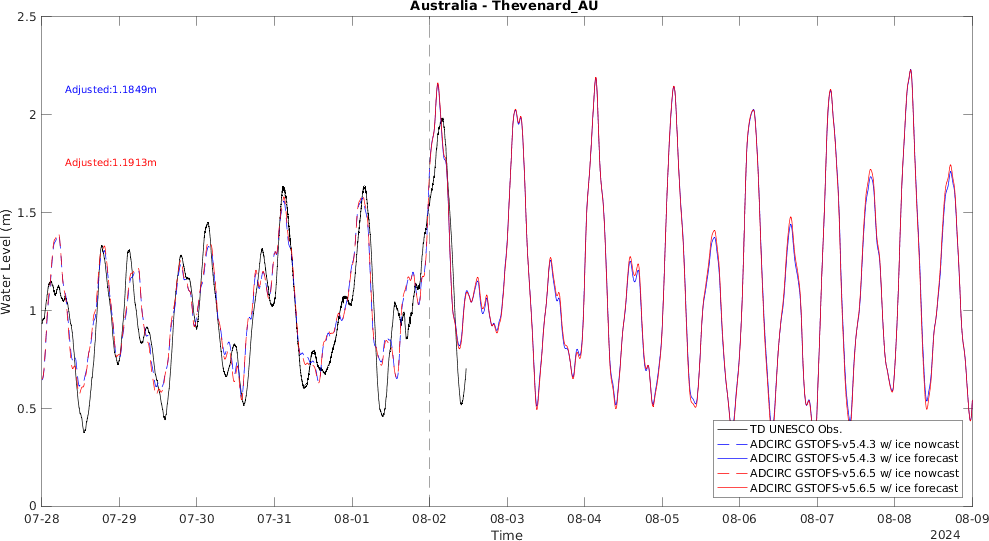 Australia - Thevenard_AU
2.5
Adjusted:1.1849m
2
Adjusted:1.1913m
1.5
Water Level (m)
1
0.5
TD UNESCO Obs.
ADCIRC GSTOFS-v5.4.3 w/ ice nowcast
ADCIRC GSTOFS-v5.4.3 w/ ice forecast
ADCIRC GSTOFS-v5.6.5 w/ ice nowcast
ADCIRC GSTOFS-v5.6.5 w/ ice forecast
0
07-28 07-29 07-30 07-31 08-01 08-02 08-03 08-04 08-05 08-06 08-07 08-08 08-09
Time
2024